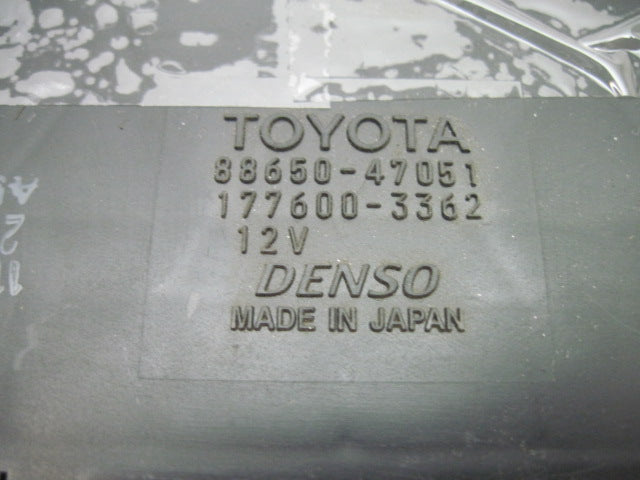 TOYOTA
88650-47051
177600-3362
12V
DENSO
MADE IN JAPAN